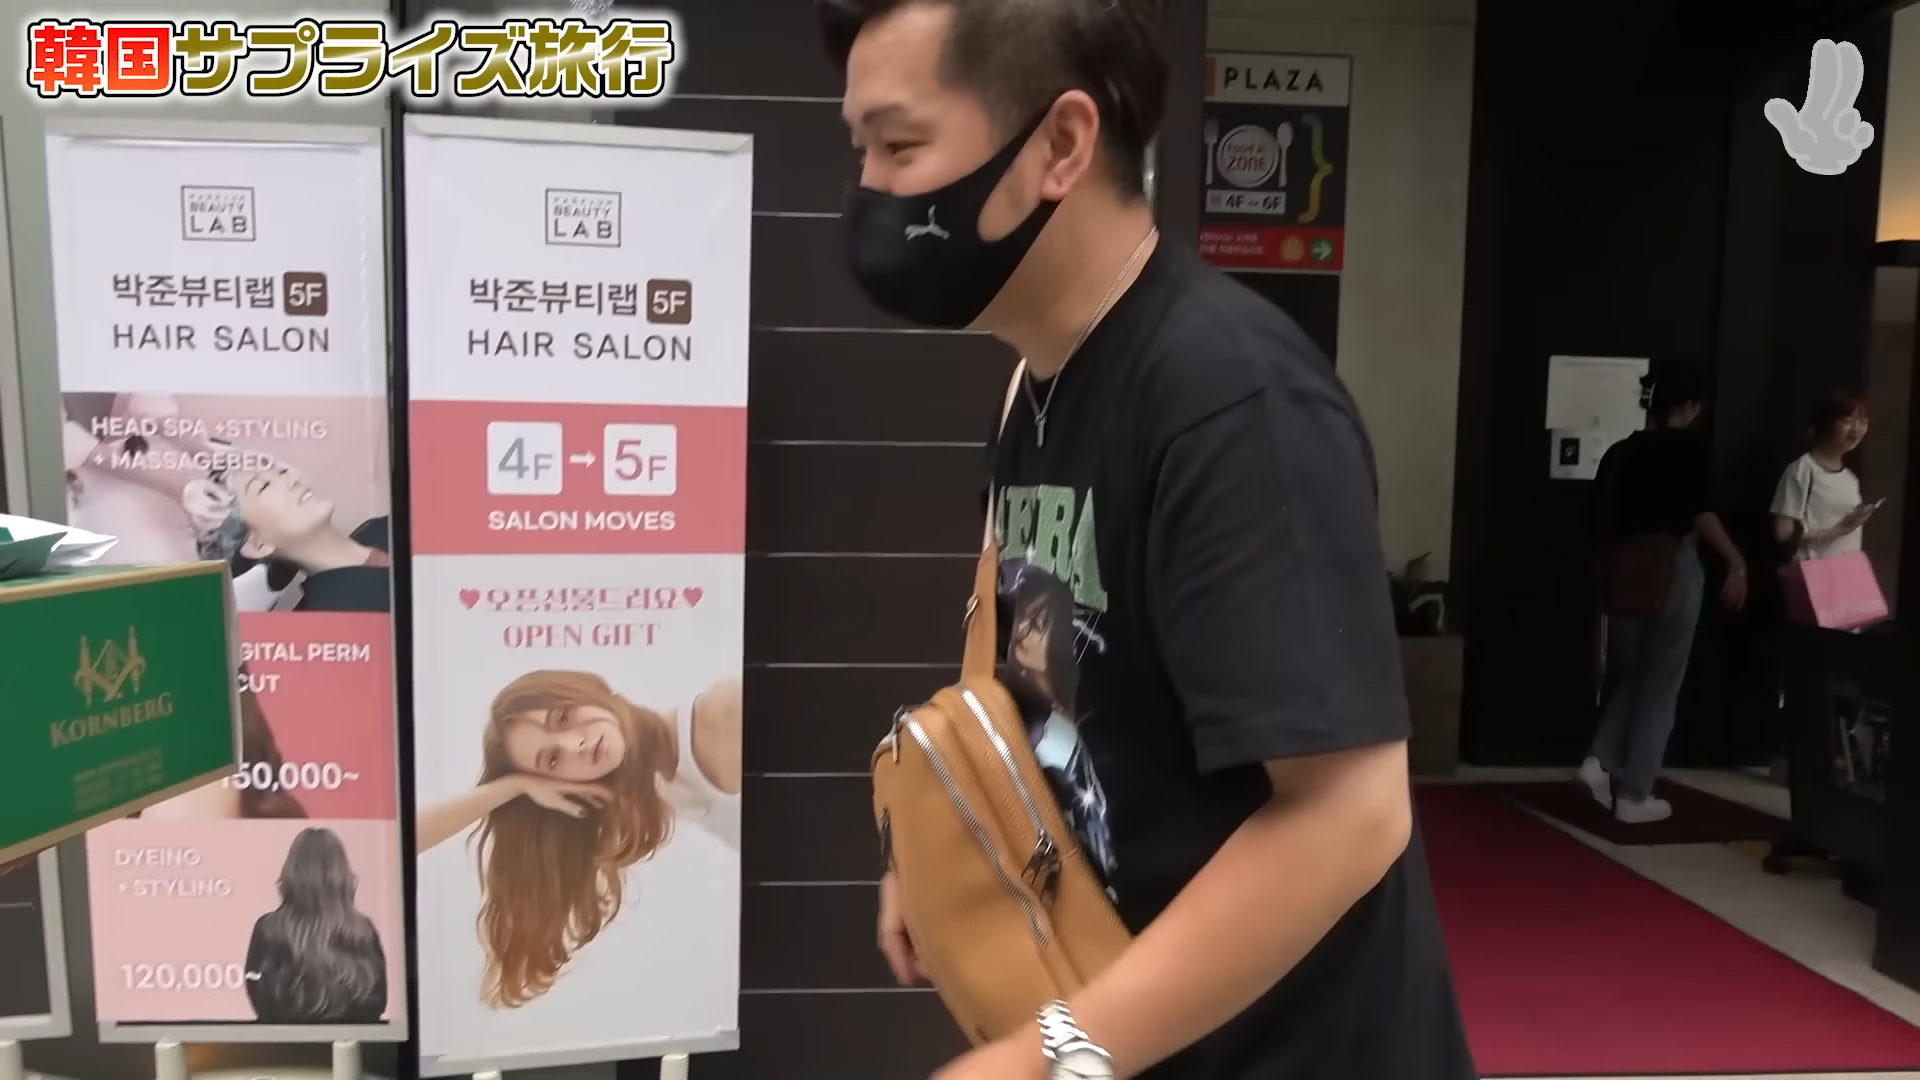 韓国サプライズ旅行
BEAUTY
LAB
박준뷰티랩 5F
HAIR SALON
HEAD SPA +STYLING
+ MASSAGEBED
GITAL PERM
CUT
50,000~
DYEING
+ STYLING
120,000~
BEAUTY
LAB
박준뷰티랩 5F
HAIR SALON
4F → 5F
SALON MOVES
♥오픈선물드려요♥
OPEN GIFT
KORNBERG
ERA
PLAZA
ZONE
4F ~ 6F